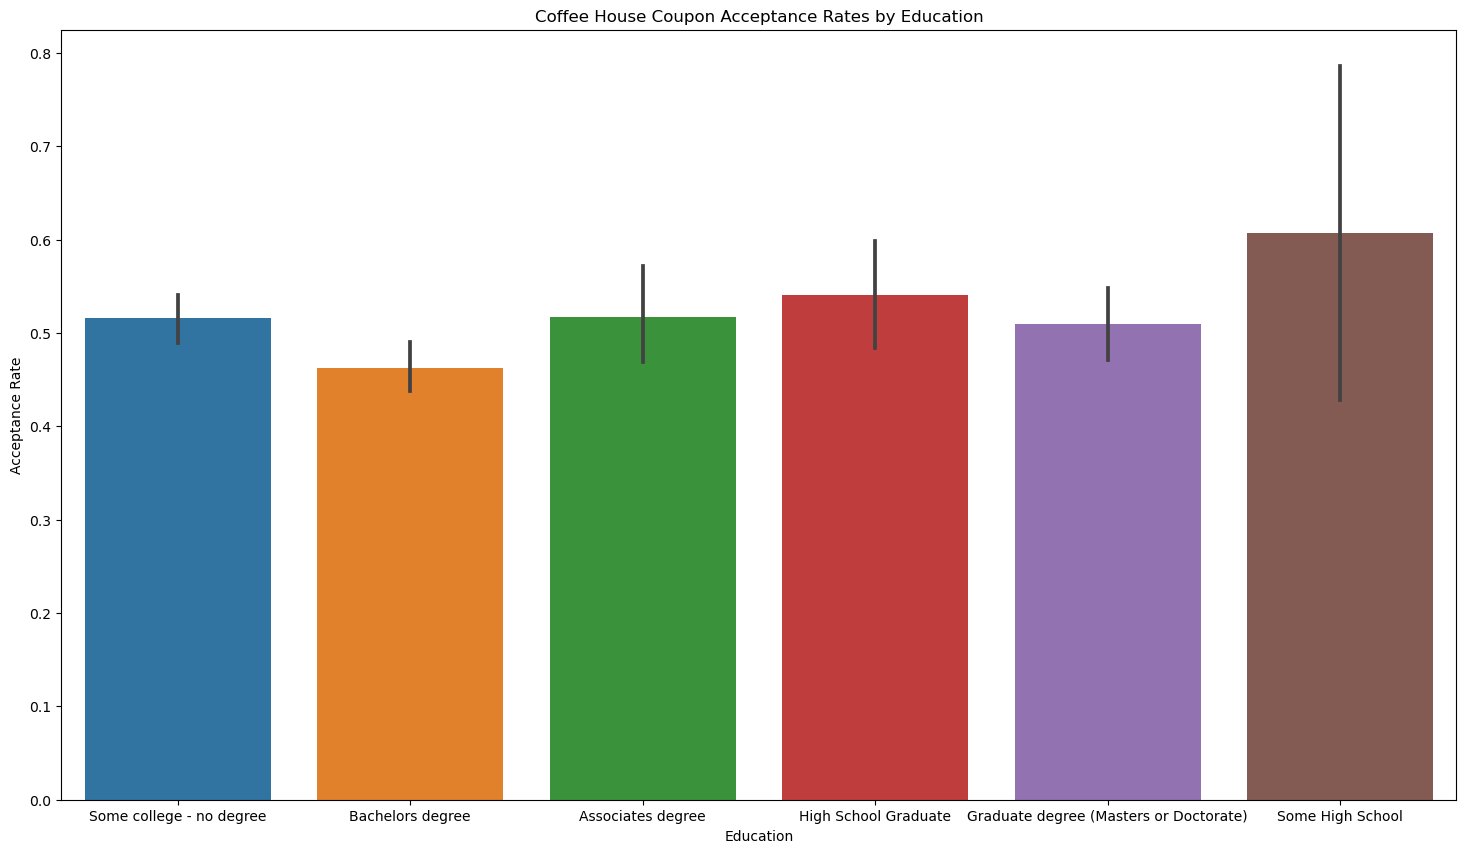 Coffee House Coupon Acceptance Rates by Education
Acceptance Rate
0.8
0.7
0.6
0.5
0.4
0.3
0.2
0.1
0.0
Some college - no degree
Bachelors degree
Associates degree
High School Graduate
Graduate degree (Masters or Doctorate)
Some High School
Education